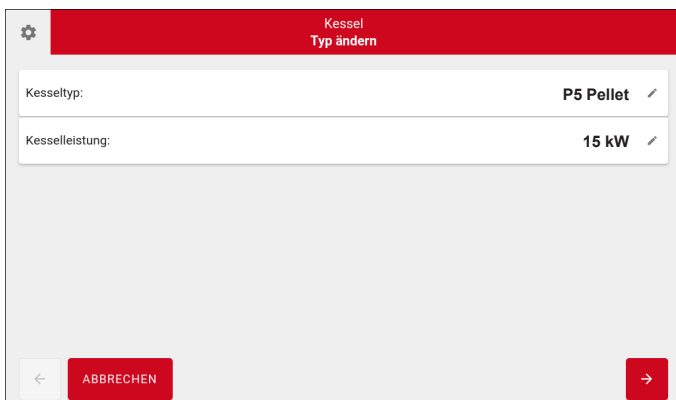 Kessel
Typ ändern
Kesseltyp: P5 Pellet
Kesselleistung: 15 kW
ABBRECHEN